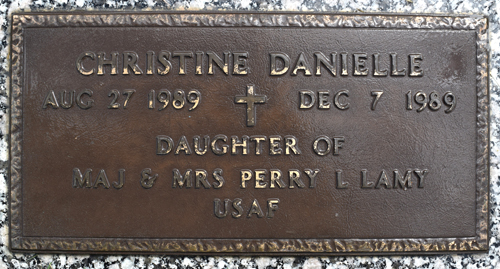 CHRISTINE DANIELLE
AUG 27 1989 DEC 7 1989
DAUGHTER OF
MAJ & MRS PERRY L LAMY
USAF